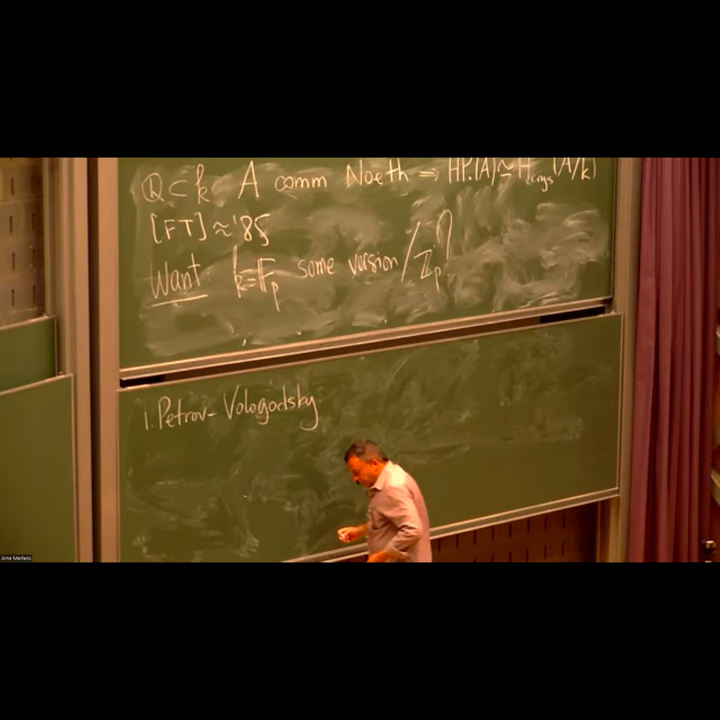 Q ⊂ k A comm Noeth ⇒ HP.(A) ≃ H_crys(A/k)
[FT] ≈ '85
Want: k=F_p some version/Z_p?
1. Petrov-Vologodsky
Arne Mertens